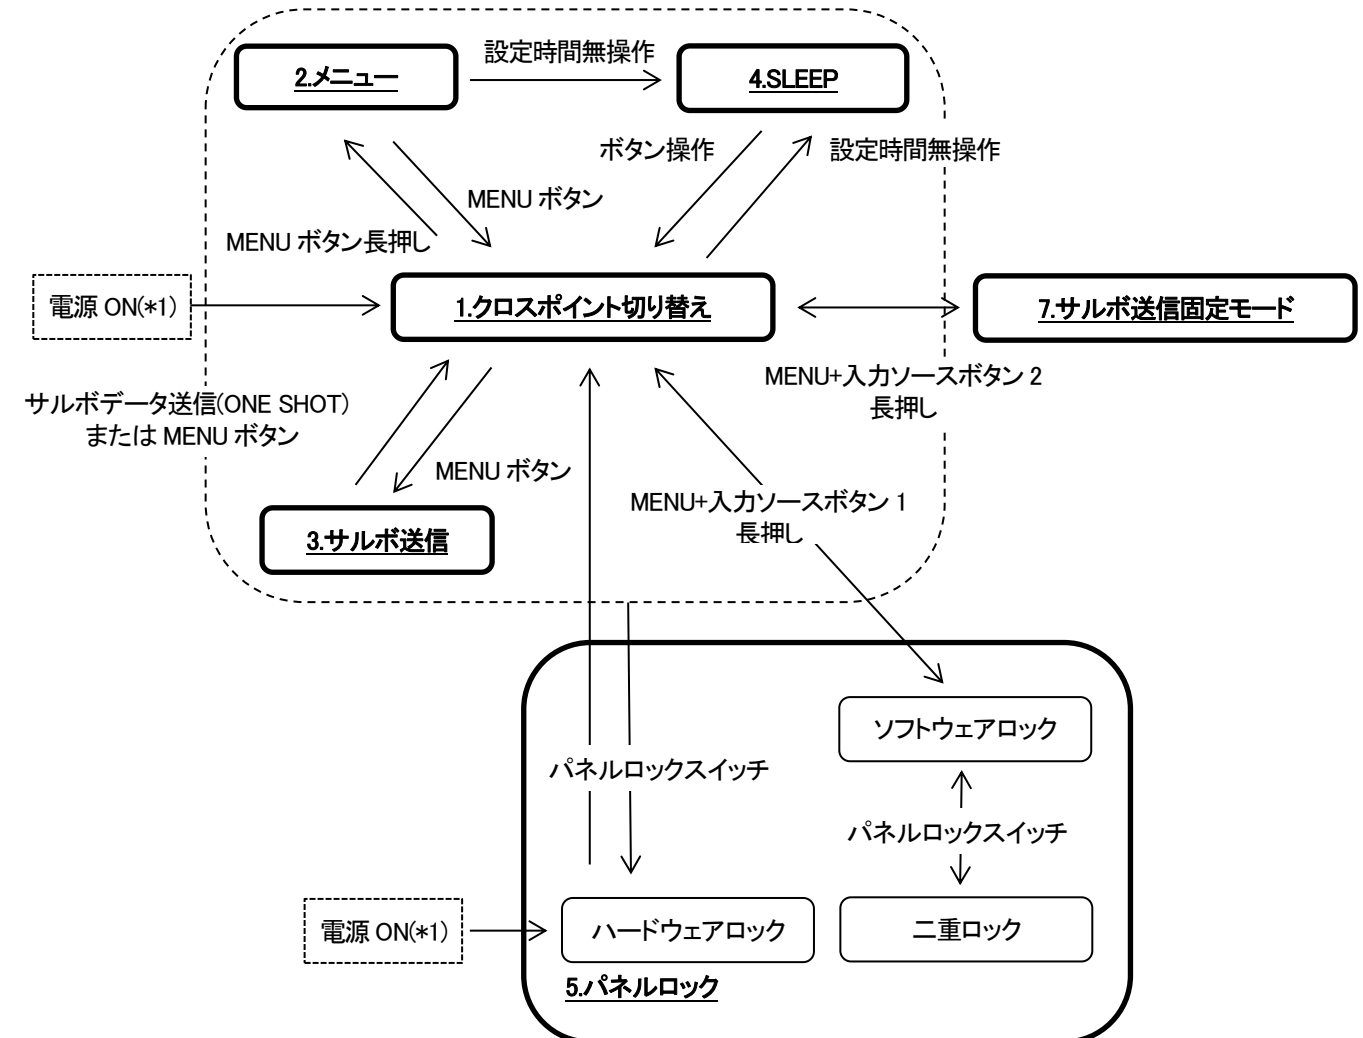 設定時間無操作
2.メニュー
4.SLEEP
ボタン操作
設定時間無操作
MENU ボタン
MENU ボタン長押し
電源 ON(*1)
1.クロスポイント切り替え
7.サルボ送信固定モード
サルボデータ送信(ONE SHOT)
または MENU ボタン
MENU+入力ソースボタン 2
長押し
MENU ボタン
MENU+入力ソースボタン 1
長押し
3.サルボ送信
ソフトウェアロック
パネルロックスイッチ
パネルロックスイッチ
電源 ON(*1)
ハードウェアロック
二重ロック
5.パネルロック